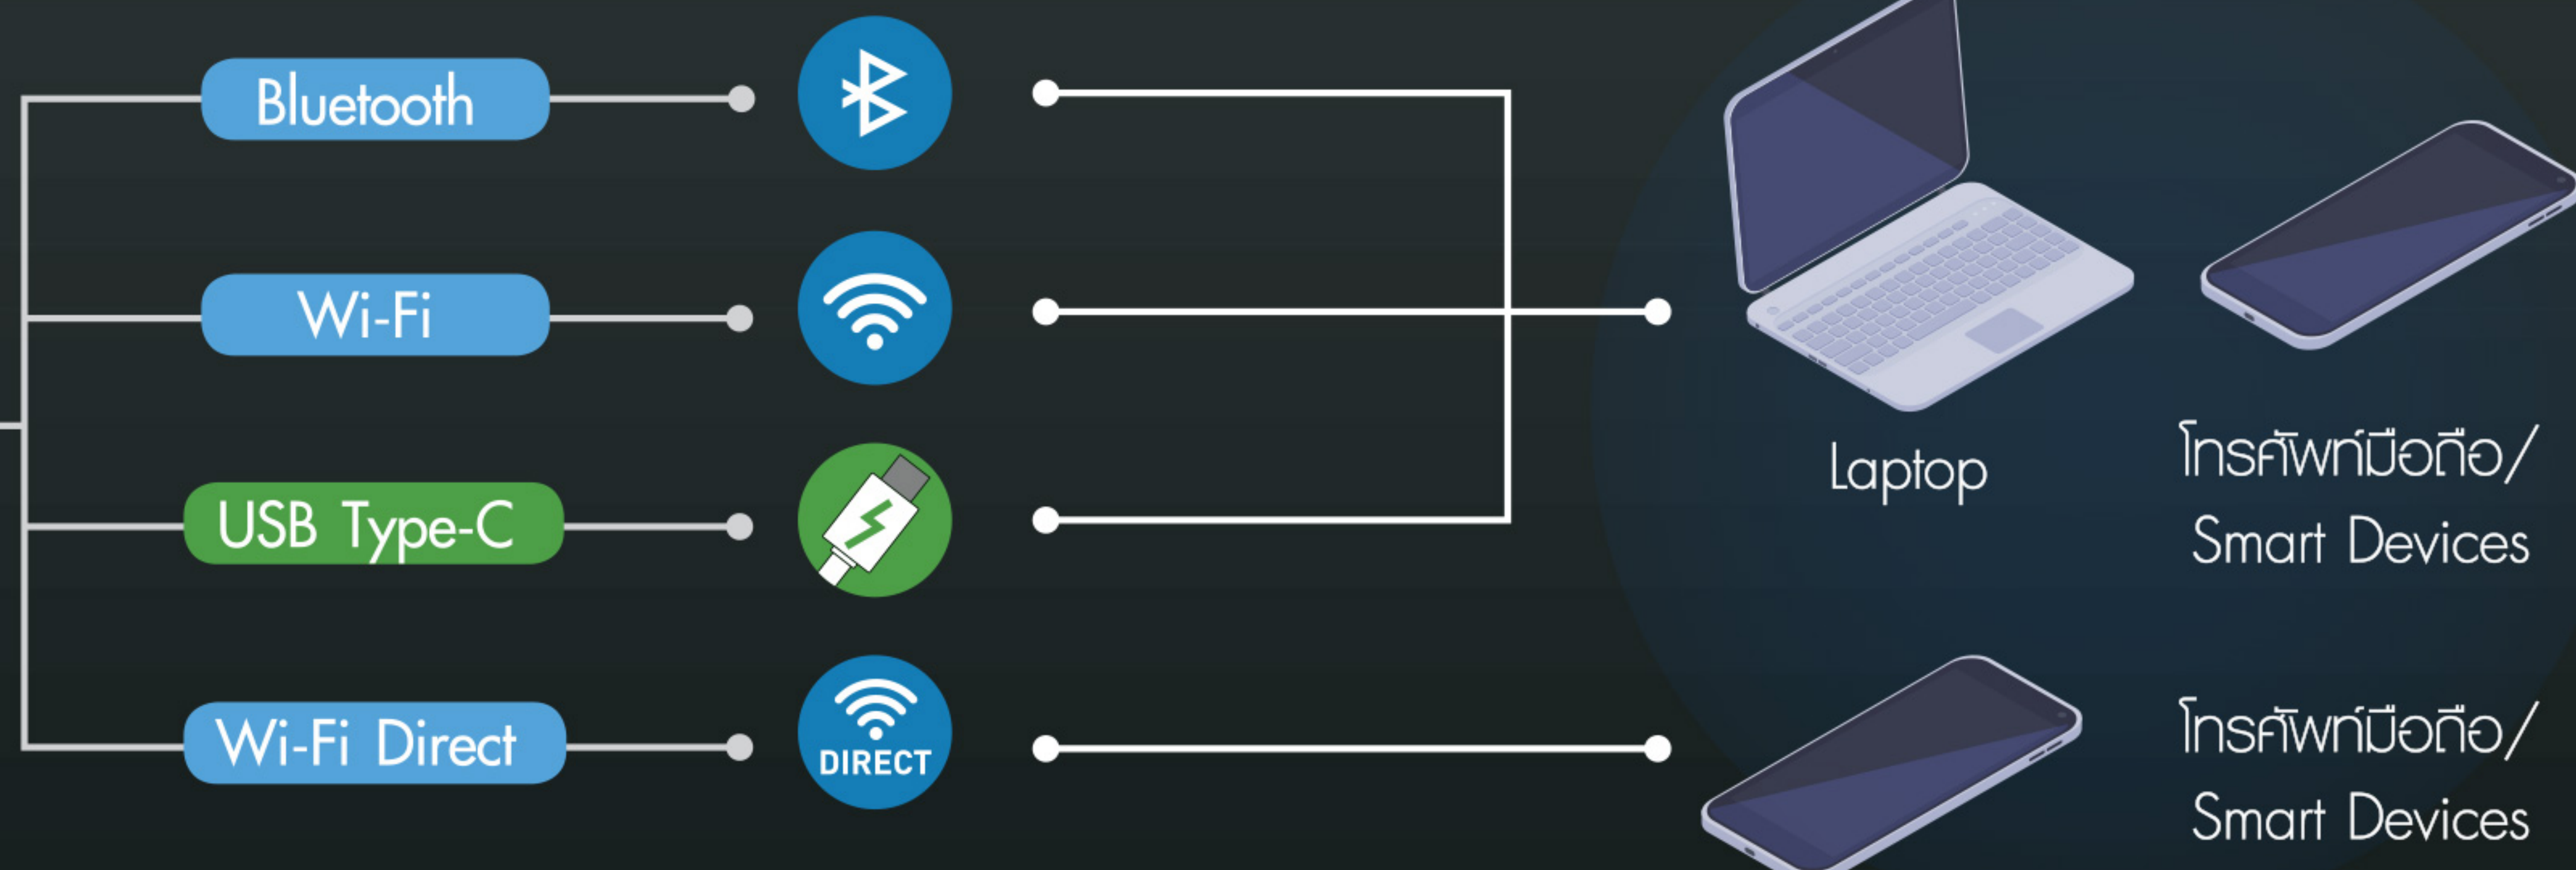 Bluetooth
Wi-Fi
USB Type-C
Wi-Fi Direct
DIRECT
Laptop
โทรศัพท์มือถือ/
Smart Devices
โทรศัพท์มือถือ/
Smart Devices